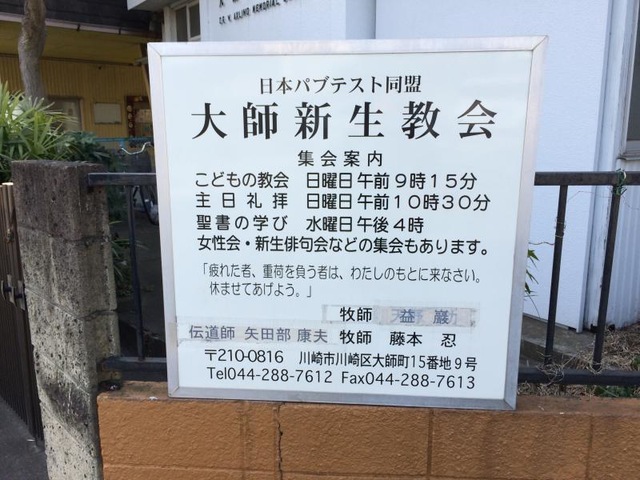 日本バプテスト同盟
大師新生教会
集会案内
こどもの教会 日曜日午前9時15分
主日礼拝 日曜日午前10時30分
聖書の学び 水曜日午後4時
女性会・新生俳句会などの集会もあります。
「疲れた者、重荷を負う者は、わたしのもとに来なさい。
休ませてあげよう。」
牧師
伝道師 矢田部 康夫 牧師 藤本 忍
〒210-0816 川崎市川崎区大師町15番地9号
Tel044-288-7612 Fax044-288-7613